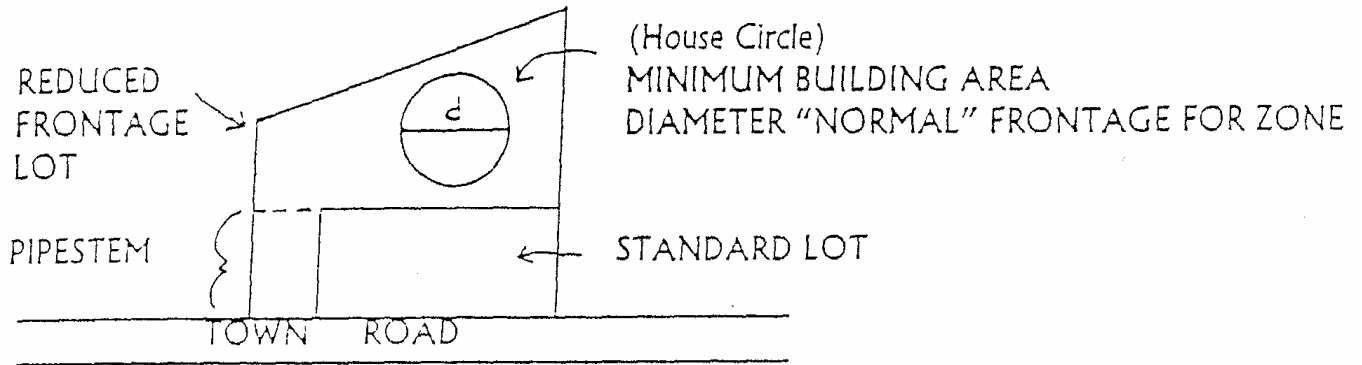 (House Circle)
MINIMUM BUILDING AREA
DIAMETER "NORMAL" FRONTAGE FOR ZONE
REDUCED
FRONTAGE
LOT
d
PIPESTEM
STANDARD LOT
TOWN ROAD